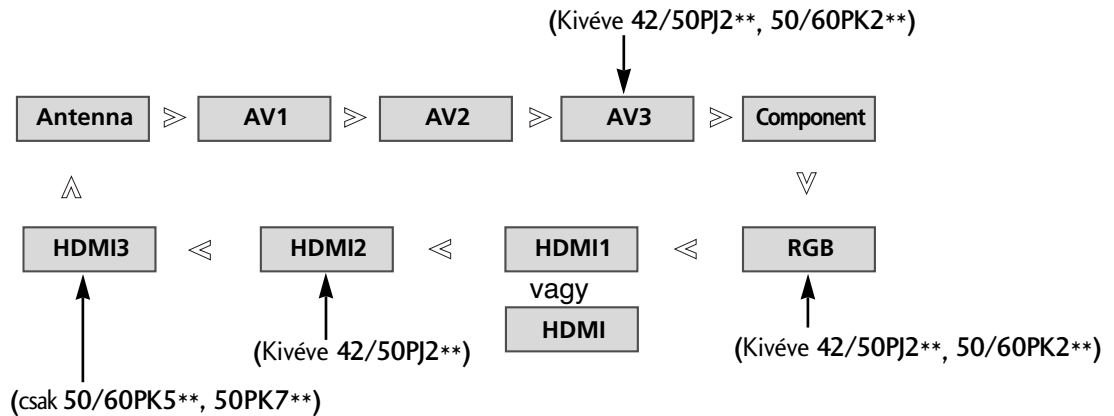 (Kivéve 42/50PJ2**, 50/60PK2**)
Antenna
AV1
AV2
AV3
Component
HDMI3
HDMI2
HDMI1
RGB
vagy
HDMI
(Kivéve 42/50PJ2**)
(Kivéve 42/50PJ2**, 50/60PK2**)
(csak 50/60PK5**, 50PK7**)